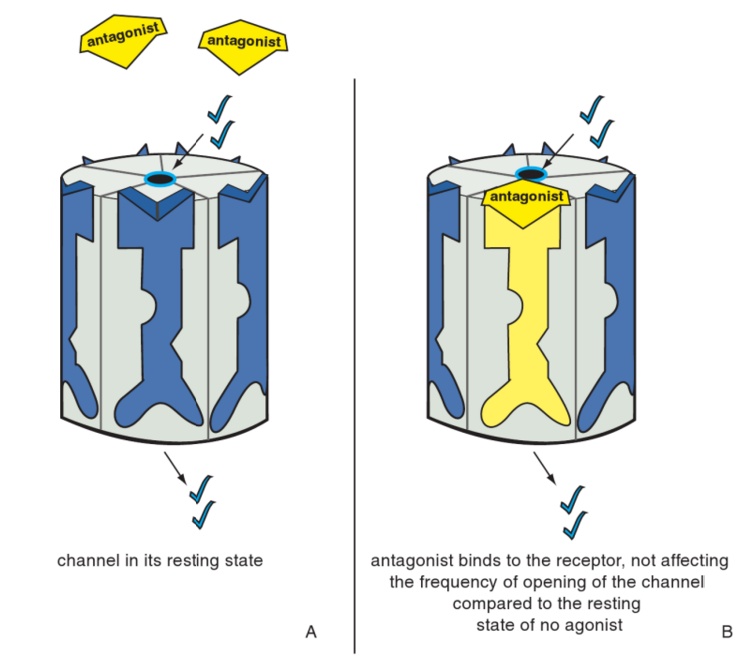 antagonist
antagonist
antagonist
channel in its resting state
A
antagonist binds to the receptor, not affecting
the frequency of opening of the channel
compared to the resting
state of no agonist
B